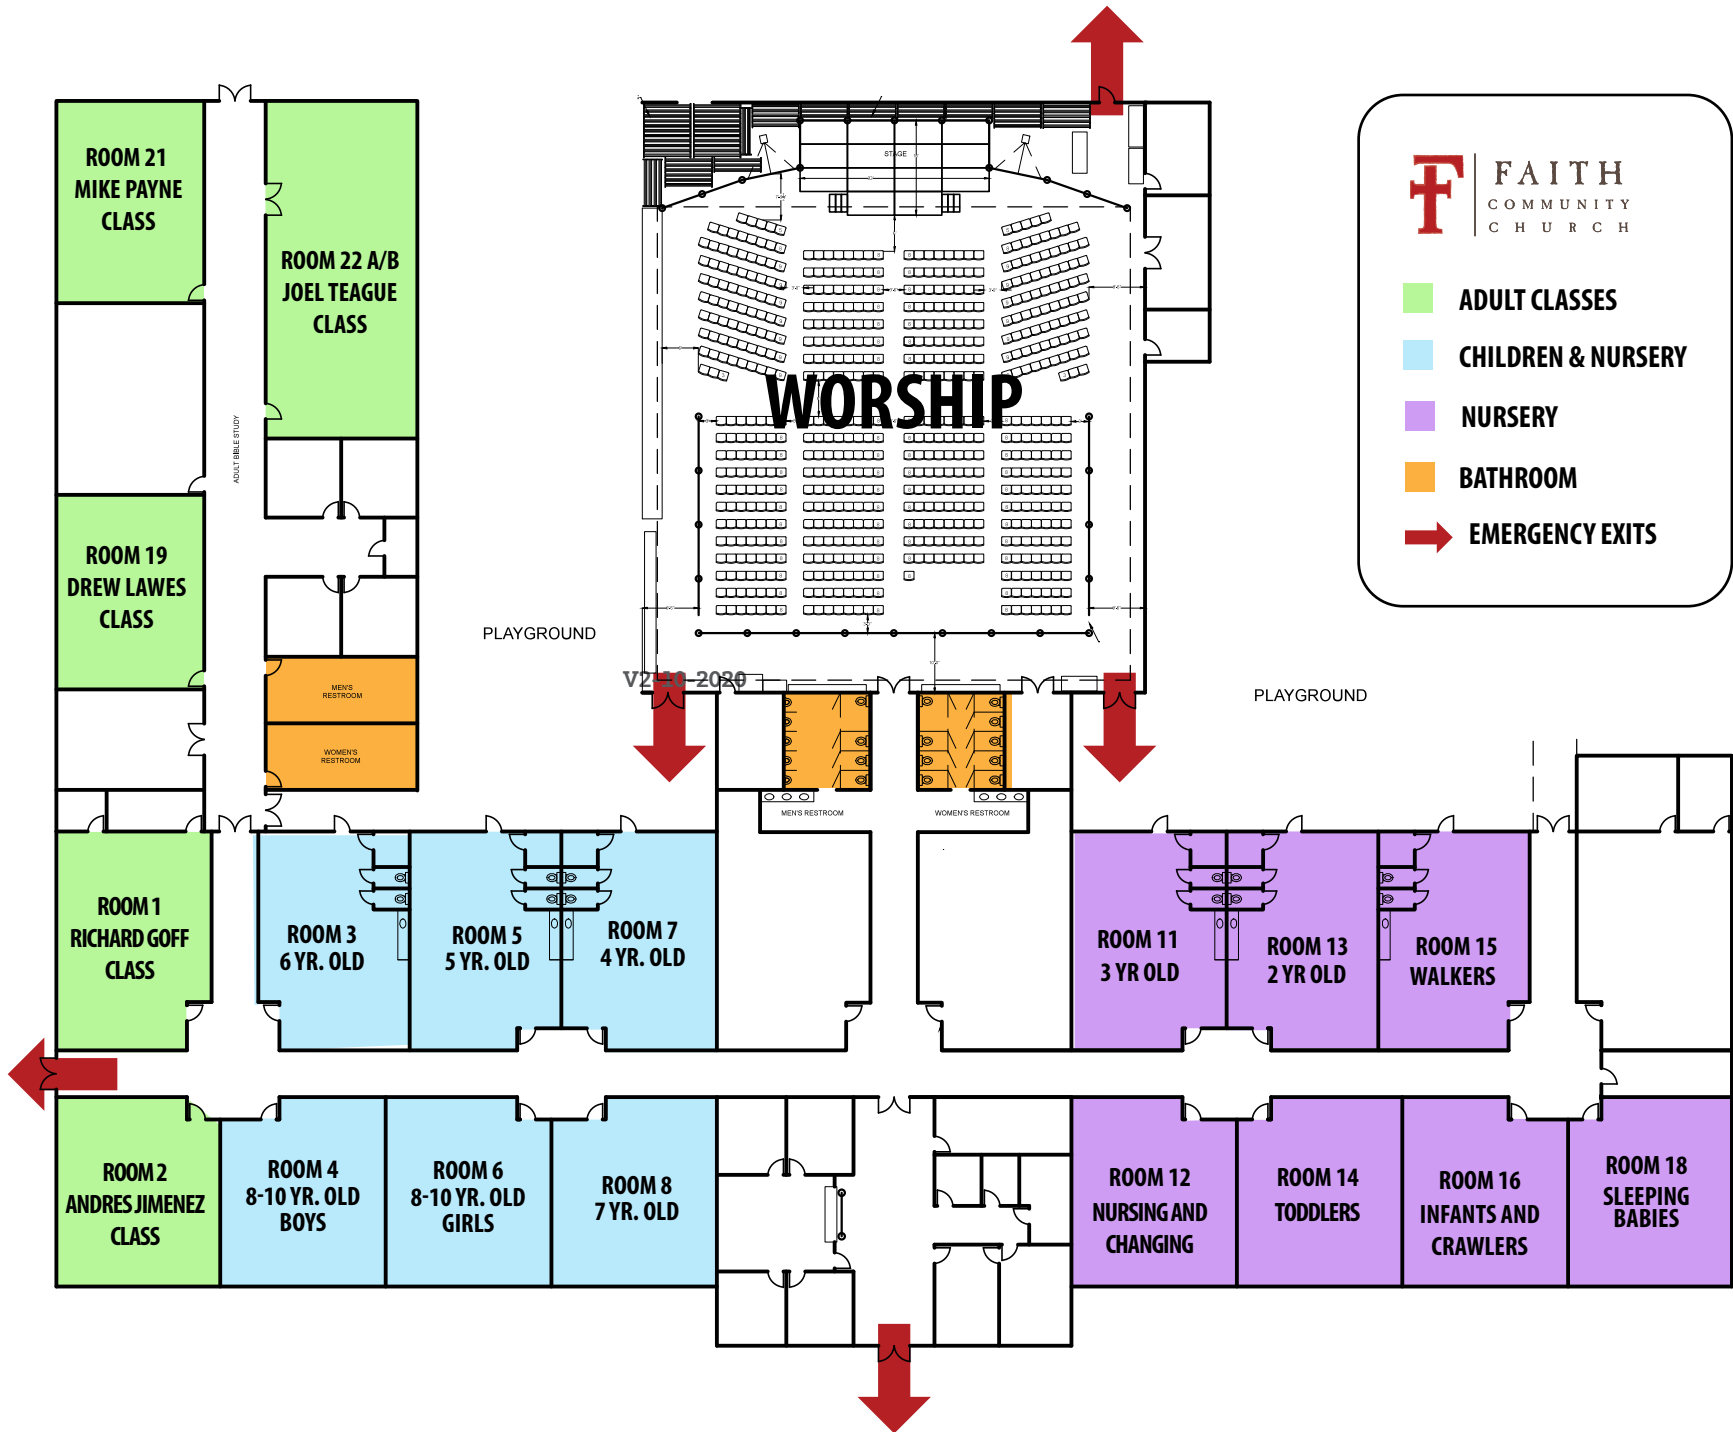 ROOM 21
MIKE PAYNE
CLASS
ROOM 22 A/B
JOEL TEAGUE
CLASS
ADULT BIBLE STUDY
ROOM 19
DREW LAWES
CLASS
MEN'S
RESTROOM
WOMEN'S
RESTROOM
PLAYGROUND
STAGE
WORSHIP
V2-10-2020
MEN'S RESTROOM
WOMEN'S RESTROOM
PLAYGROUND
FAITH
COMMUNITY
CHURCH
ADULT CLASSES
CHILDREN & NURSERY
NURSERY
BATHROOM
EMERGENCY EXITS
ROOM 1
RICHARD GOFF
CLASS
ROOM 3
6 YR. OLD
ROOM 5
5 YR. OLD
ROOM 7
4 YR. OLD
ROOM 11
3 YR OLD
ROOM 13
2 YR OLD
ROOM 15
WALKERS
ROOM 2
ANDRES JIMENEZ
CLASS
ROOM 4
8-10 YR. OLD
BOYS
ROOM 6
8-10 YR. OLD
GIRLS
ROOM 8
7 YR. OLD
ROOM 12
NURSING AND
CHANGING
ROOM 14
TODDLERS
ROOM 16
INFANTS AND
CRAWLERS
ROOM 18
SLEEPING
BABIES